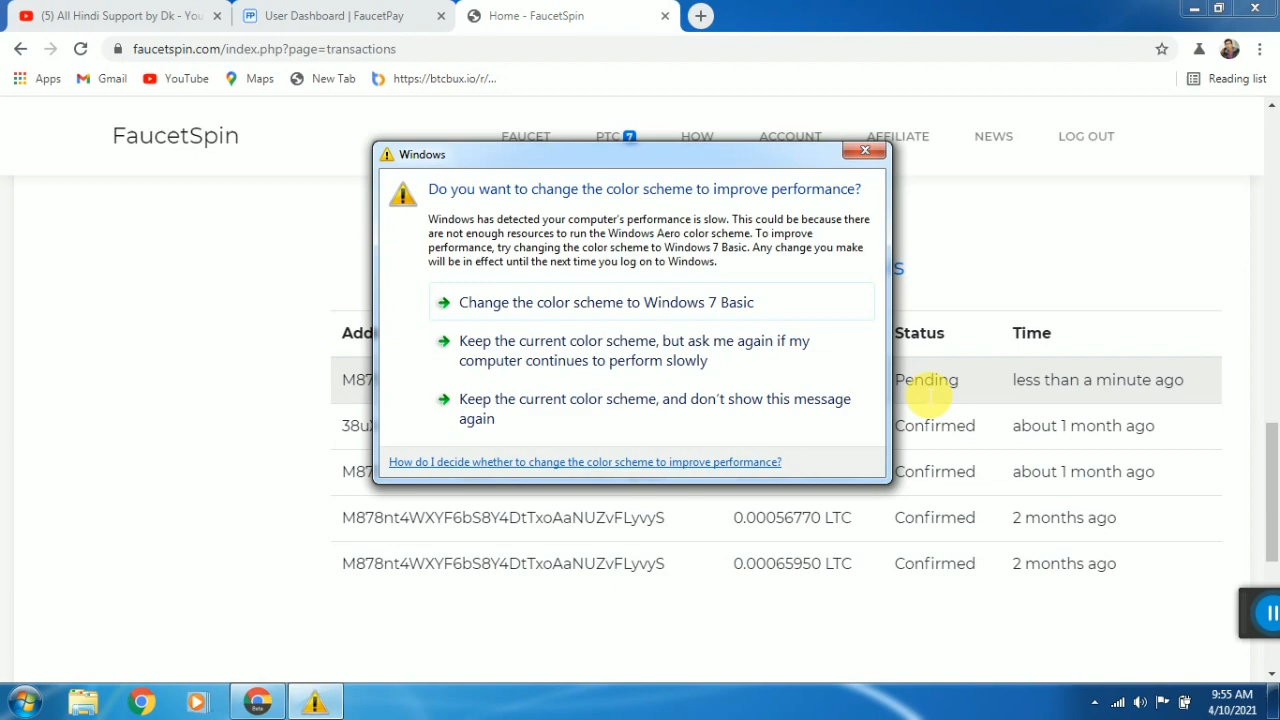 (5) All Hindi Support by Dk - You
User Dashboard | FaucetPay
Home - FaucetSpin
faucetspin.com/index.php?page=transactions
Apps
Gmail
YouTube
Maps
New Tab
https://btcbux.io/r/...
Reading list
FaucetSpin
FAUCET
PTC 7
HOW
ACCOUNT
AFFILIATE
NEWS
LOG OUT
Windows
Do you want to change the color scheme to improve performance?
Windows has detected your computer's performance is slow. This could be because there
are not enough resources to run the Windows Aero color scheme. To improve
performance, try changing the color scheme to Windows 7 Basic. Any change you make
will be in effect until the next time you log on to Windows.
Change the color scheme to Windows 7 Basic
Keep the current color scheme, but ask me again if my
computer continues to perform slowly
Keep the current color scheme, and don't show this message
again
How do I decide whether to change the color scheme to improve performance?
Status Time
Pending less than a minute ago
Confirmed about 1 month ago
Confirmed about 1 month ago
M878nt4WXYF6bS8Y4DtTxoAaNUZvFLyvyS 0.00056770 LTC Confirmed 2 months ago
M878nt4WXYF6bS8Y4DtTxoAaNUZvFLyvyS 0.00065950 LTC Confirmed 2 months ago
9:55 AM
4/10/2021